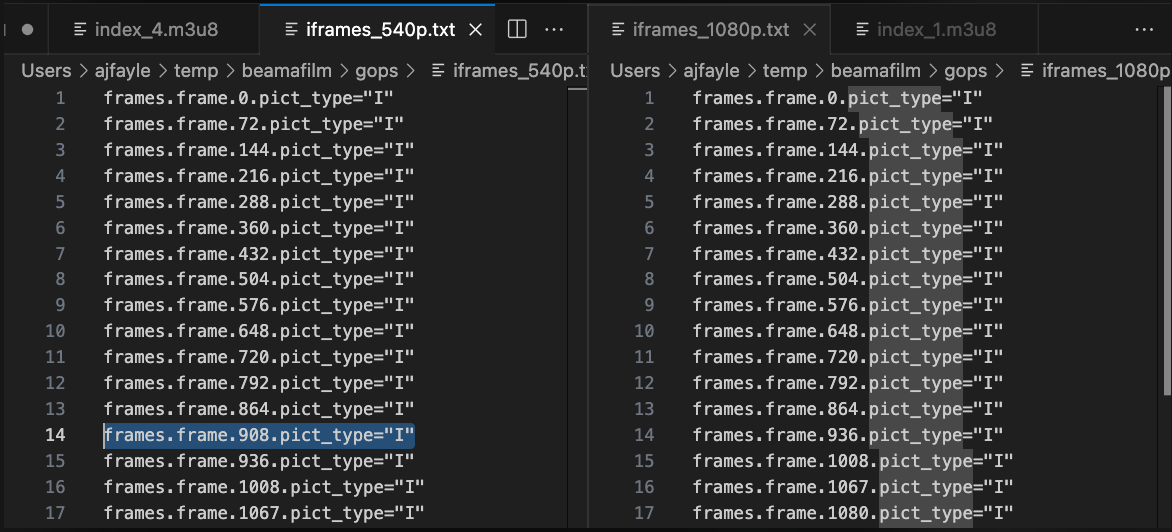 index_4.m3u8
iframes_540p.txt
Users > ajfayle > temp > beamafilm > gops > iframes_540p.t
1 frames.frame.0.pict_type="I"
2 frames.frame.72.pict_type="I"
3 frames.frame.144.pict_type="I"
4 frames.frame.216.pict_type="I"
5 frames.frame.288.pict_type="I"
6 frames.frame.360.pict_type="I"
7 frames.frame.432.pict_type="I"
8 frames.frame.504.pict_type="I"
9 frames.frame.576.pict_type="I"
10 frames.frame.648.pict_type="I"
11 frames.frame.720.pict_type="I"
12 frames.frame.792.pict_type="I"
13 frames.frame.864.pict_type="I"
14 frames.frame.908.pict_type="I"
15 frames.frame.936.pict_type="I"
16 frames.frame.1008.pict_type="I"
17 frames.frame.1067.pict_type="I"
iframes_1080p.txt
index_1.m3u8
Users > ajfayle > temp > beamafilm > gops > iframes_1080p
1 frames.frame.0.pict_type="I"
2 frames.frame.72.pict_type="I"
3 frames.frame.144.pict_type="I"
4 frames.frame.216.pict_type="I"
5 frames.frame.288.pict_type="I"
6 frames.frame.360.pict_type="I"
7 frames.frame.432.pict_type="I"
8 frames.frame.504.pict_type="I"
9 frames.frame.576.pict_type="I"
10 frames.frame.648.pict_type="I"
11 frames.frame.720.pict_type="I"
12 frames.frame.792.pict_type="I"
13 frames.frame.864.pict_type="I"
14 frames.frame.936.pict_type="I"
15 frames.frame.1008.pict_type="I"
16 frames.frame.1067.pict_type="I"
17 frames.frame.1080.pict_type="I"